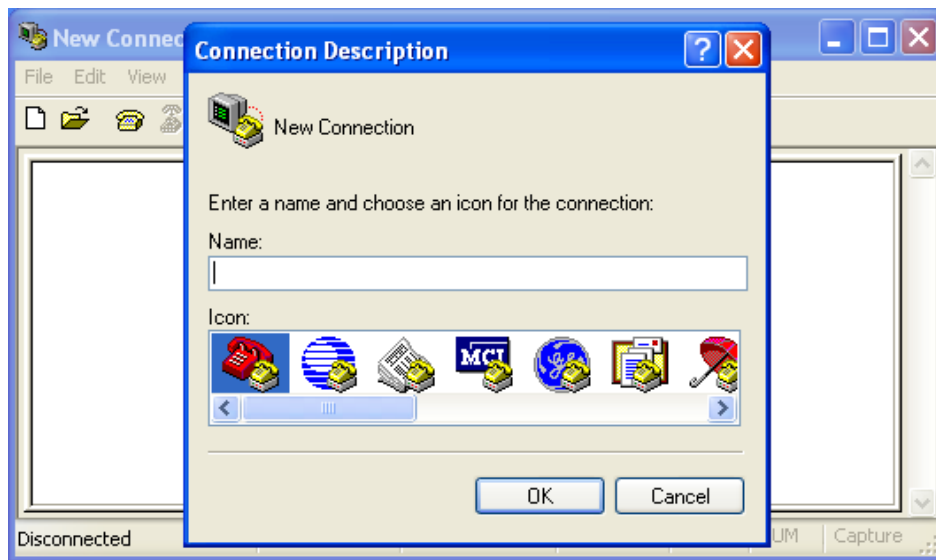 New Connec
Connection Description
File Edit View
New Connection
Enter a name and choose an icon for the connection:
Name:
Icon:
MCI
OK Cancel
Disconnected
UM Capture